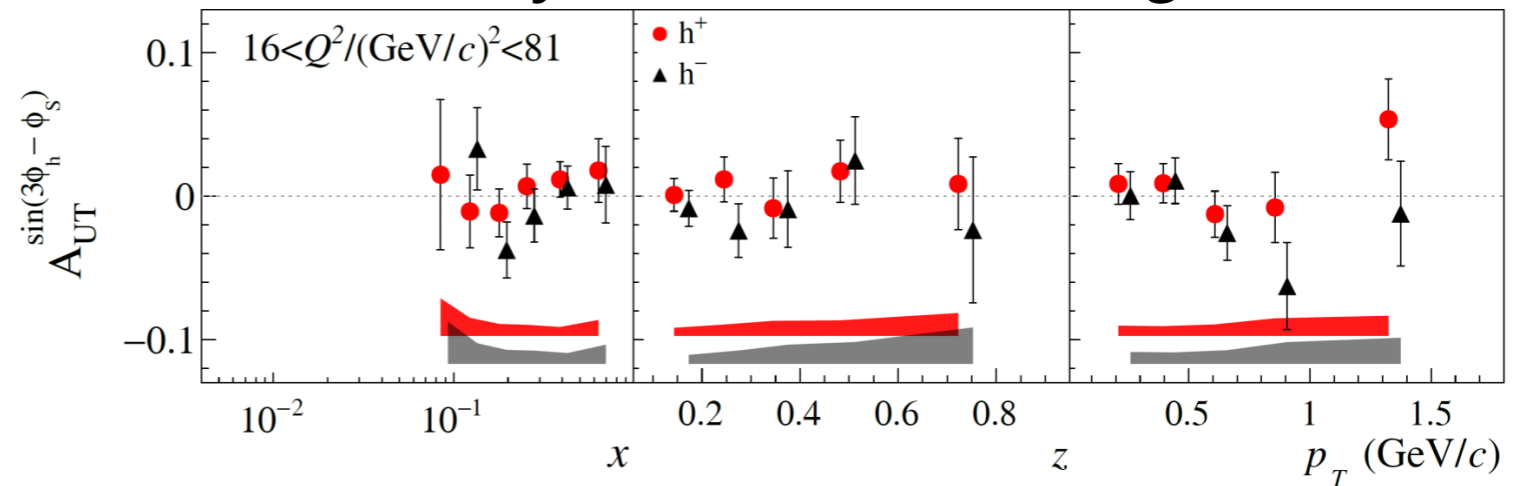 16<Q²/(GeV/c)²<81
h⁺
h⁻
A_UT^sin(3ϕ_h − ϕ_S)
0.1
0
−0.1
10⁻² 10⁻¹
0.2 0.4 0.6 0.8
0.5 1 1.5
x
z
p_T (GeV/c)